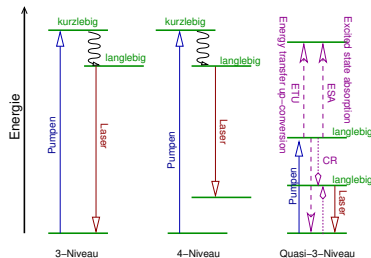 Energie
kurzlebig
langlebig
Pumpen
Laser
3-Niveau
kurzlebig
langlebig
Pumpen
Laser
4-Niveau
Energy transfer
up-conversion
Excited state absorption
ETU
ESA
langlebig
CR
langlebig
Pumpen
Laser
Quasi-3-Niveau